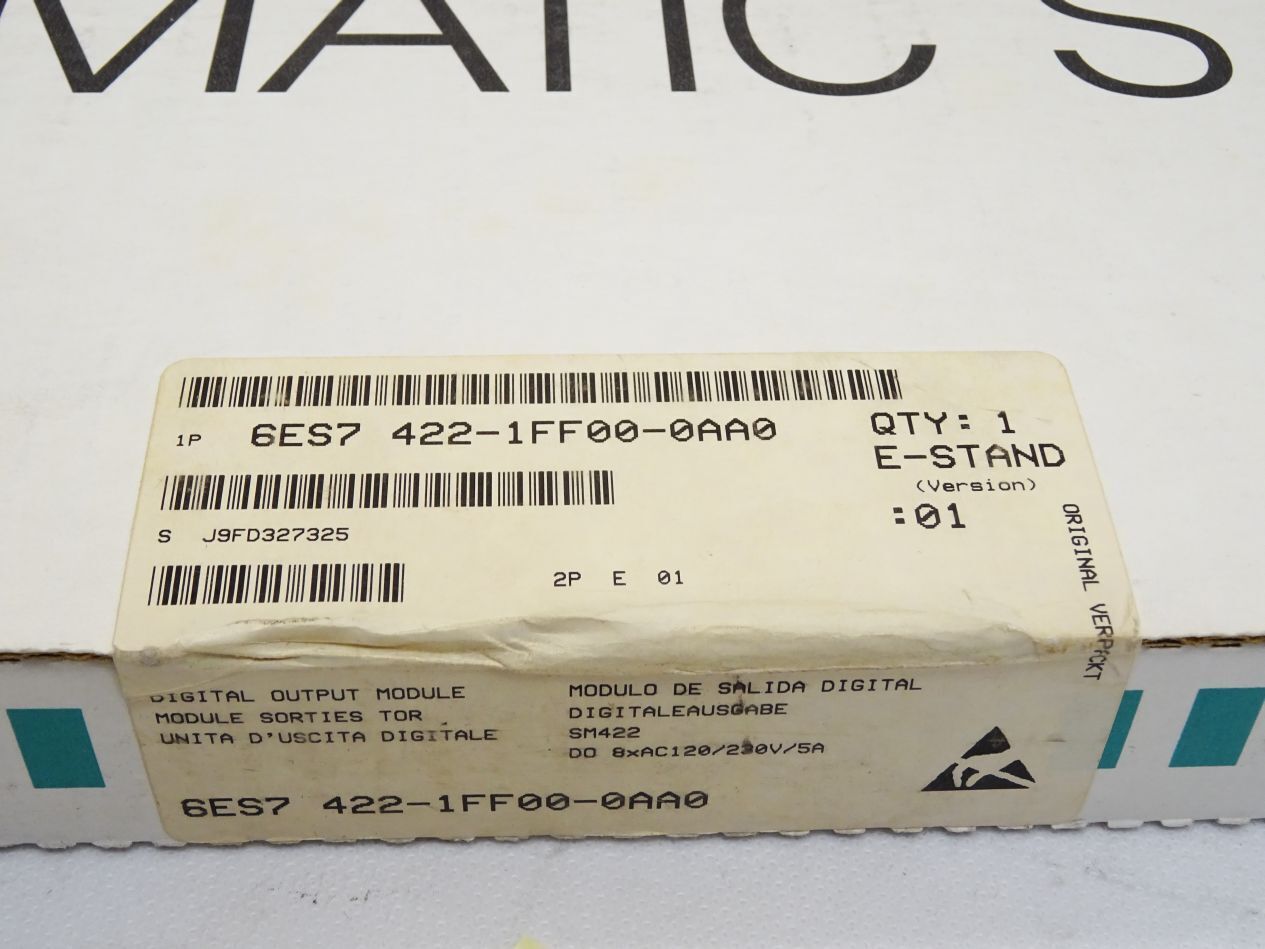 MATIC S
1P 6ES7 422-1FF00-0AA0
QTY: 1
E-STAND
(Version)
:01
S J9FD327325
2P E 01
ORIGINAL VERPACKT
DIGITAL OUTPUT MODULE
MODULE SORTIES TOR
UNITA D'USCITA DIGITALE
MODULO DE SALIDA DIGITAL
DIGITALEAUSGABE
SM422
DO 8xAC120/230V/5A
6ES7 422-1FF00-0AA0